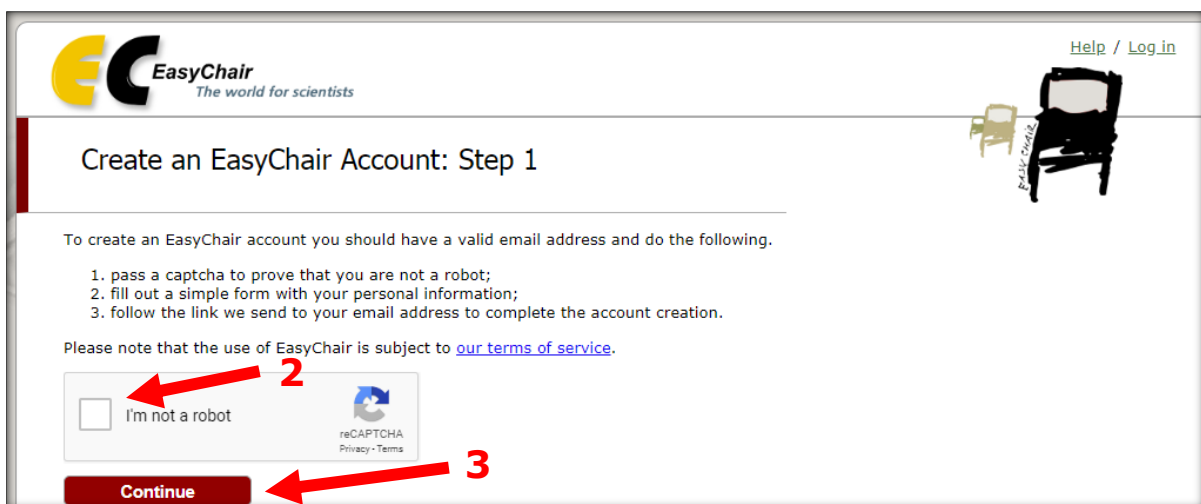 Help / Log in
EC EasyChair
The world for scientists
EASY CHAIR
Create an EasyChair Account: Step 1
To create an EasyChair account you should have a valid email address and do the following.
1. pass a captcha to prove that you are not a robot;
2. fill out a simple form with your personal information;
3. follow the link we send to your email address to complete the account creation.
Please note that the use of EasyChair is subject to our terms of service.
2
I'm not a robot
reCAPTCHA
Privacy - Terms
3
Continue